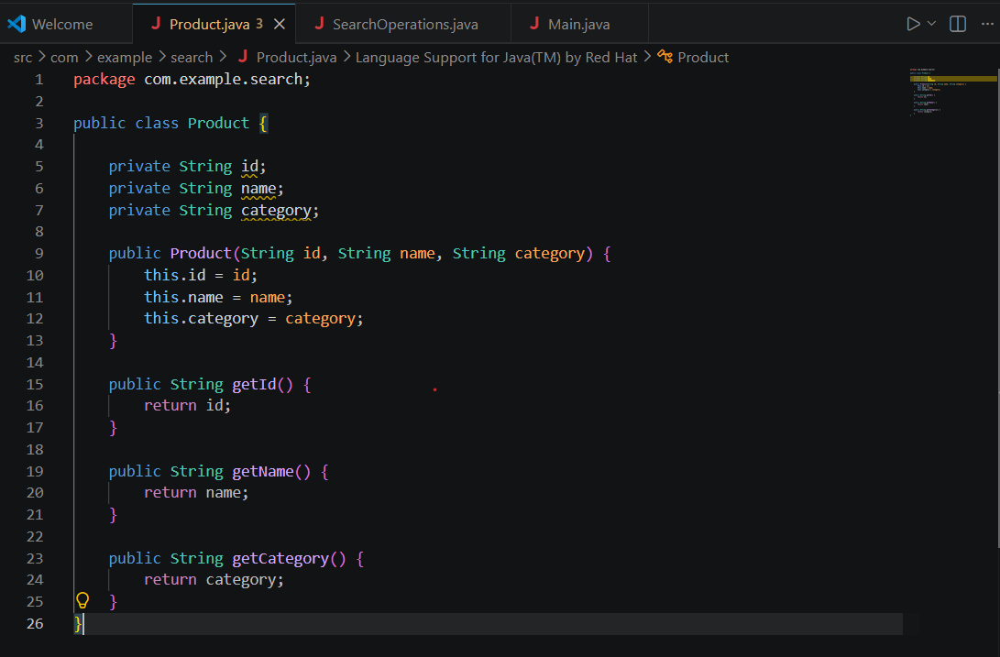 Welcome
Product.java 3
SearchOperations.java
Main.java
src > com > example > search > Product.java > Language Support for Java(TM) by Red Hat > Product
1 package com.example.search;
2
3 public class Product {
4
5     private String id;
6     private String name;
7     private String category;
8
9     public Product(String id, String name, String category) {
10         this.id = id;
11         this.name = name;
12         this.category = category;
13     }
14
15     public String getId() {
16         return id;
17     }
18
19     public String getName() {
20         return name;
21     }
22
23     public String getCategory() {
24         return category;
25     }
26 }